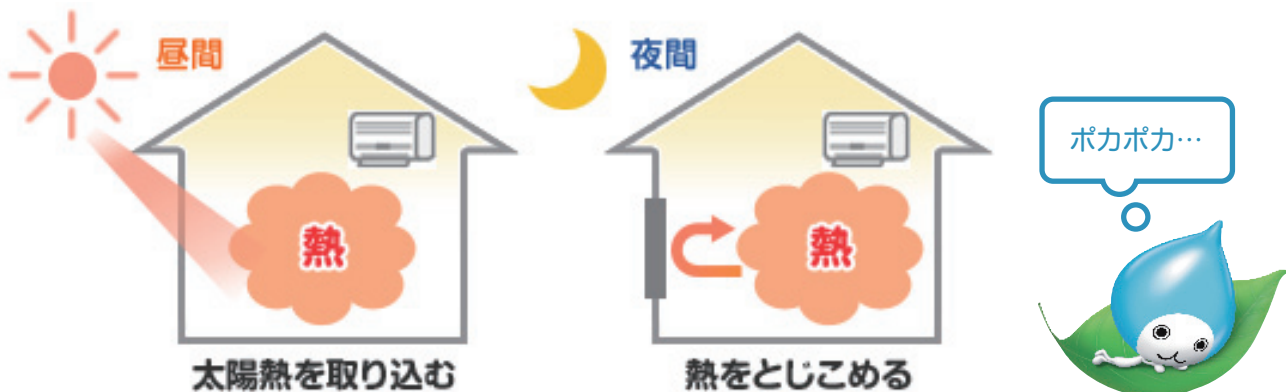 昼間
熱
太陽熱を取り込む
夜間
熱
熱をとじこめる
ポカポカ…